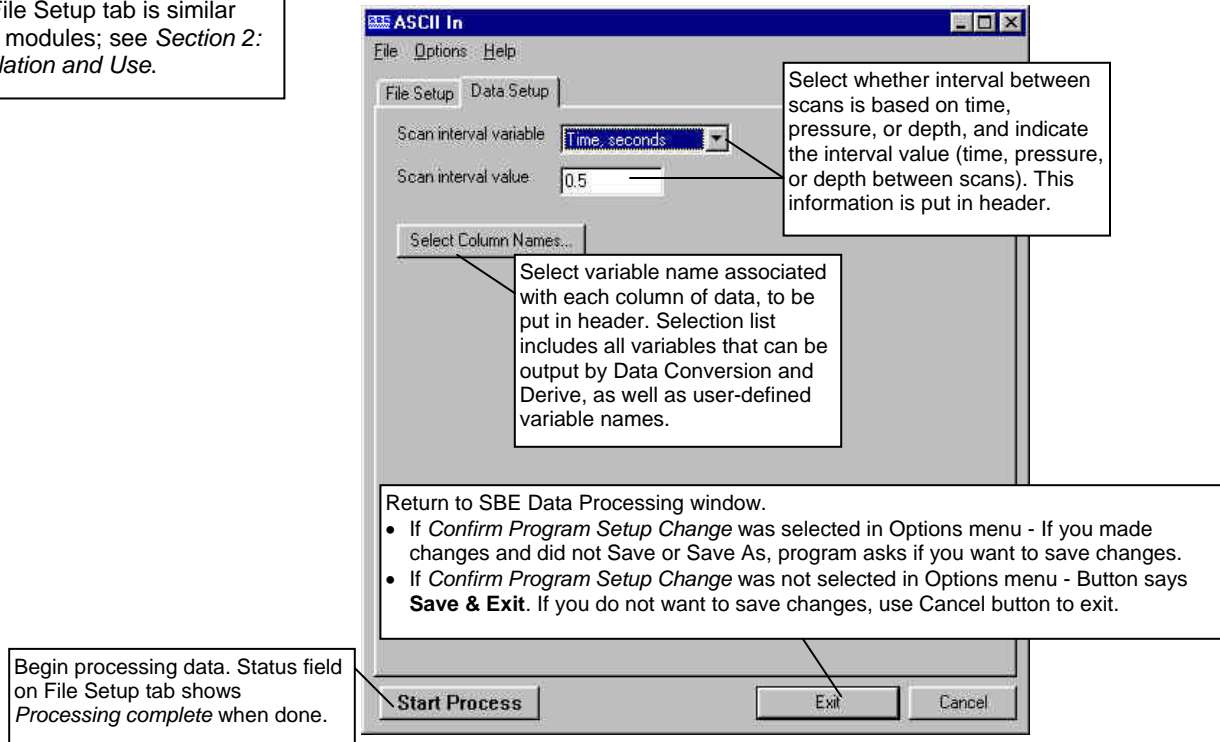 File Setup tab is similar
modules; see Section 2:
lation and Use.
SBE ASCII In
File Options Help
File Setup Data Setup
Scan interval variable Time, seconds
Scan interval value 0.5
Select Column Names...
Select whether interval between
scans is based on time,
pressure, or depth, and indicate
the interval value (time, pressure,
or depth between scans). This
information is put in header.
Select variable name associated
with each column of data, to be
put in header. Selection list
includes all variables that can be
output by Data Conversion and
Derive, as well as user-defined
variable names.
Return to SBE Data Processing window.
• If Confirm Program Setup Change was selected in Options menu - If you made
changes and did not Save or Save As, program asks if you want to save changes.
• If Confirm Program Setup Change was not selected in Options menu - Button says
Save & Exit. If you do not want to save changes, use Cancel button to exit.
Begin processing data. Status field
on File Setup tab shows
Processing complete when done.
Start Process Exit Cancel